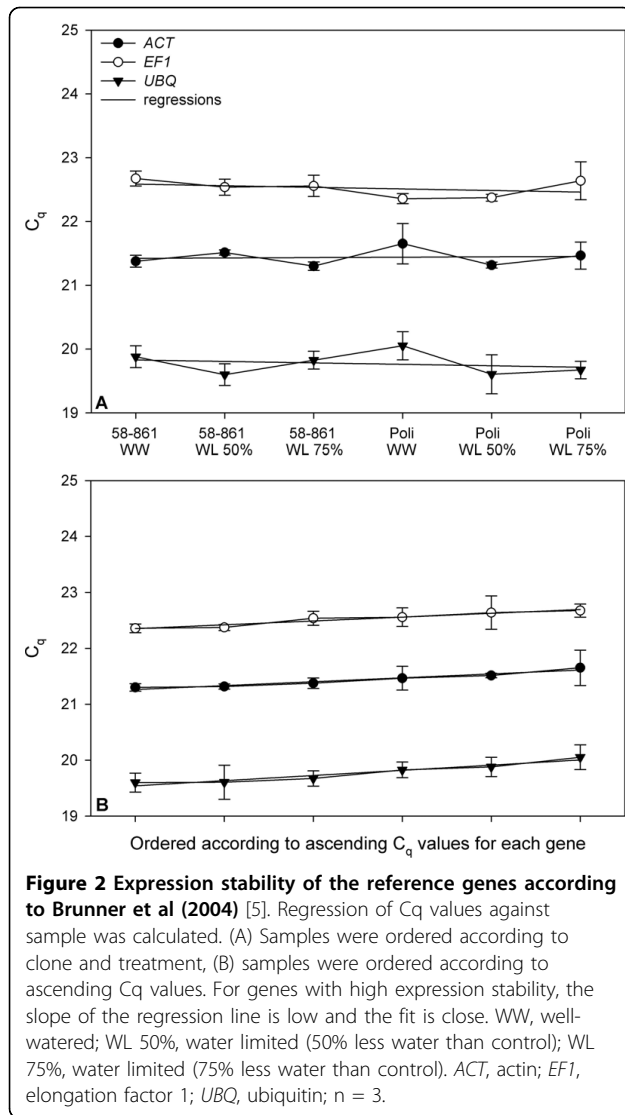 25
ACT
EF1
UBQ
regressions
24
23
22
21
20
19
Cq
A
58-861 WW
58-861 WL 50%
58-861 WL 75%
Poli WW
Poli WL 50%
Poli WL 75%
25
24
23
22
21
20
19
Cq
B
Ordered according to ascending Cq values for each gene
Figure 2 Expression stability of the reference genes according
to Brunner et al (2004) [5]. Regression of Cq values against
sample was calculated. (A) Samples were ordered according to
clone and treatment, (B) samples were ordered according to
ascending Cq values. For genes with high expression stability, the
slope of the regression line is low and the fit is close. WW, well-
watered; WL 50%, water limited (50% less water than control); WL
75%, water limited (75% less water than control). ACT, actin; EF1,
elongation factor 1; UBQ, ubiquitin; n = 3.